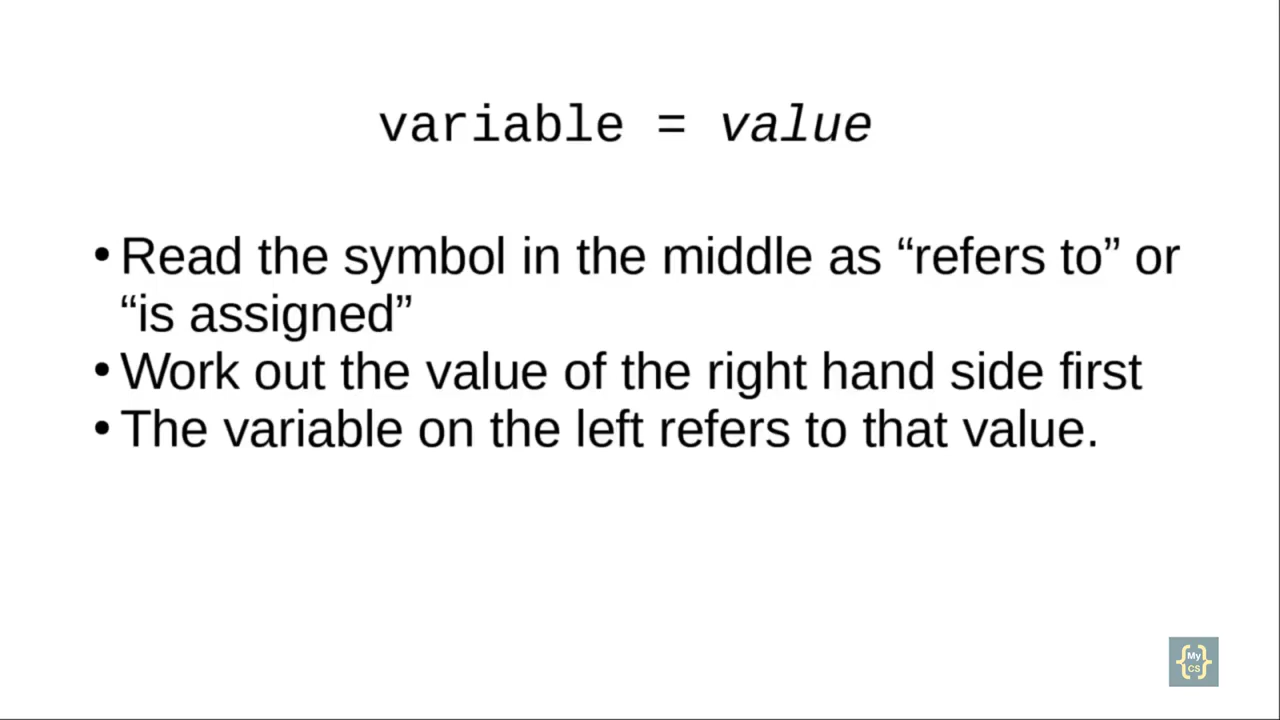 variable = value
•Read the symbol in the middle as “refers to” or
“is assigned”
•Work out the value of the right hand side first
•The variable on the left refers to that value.
{My}
{CS}